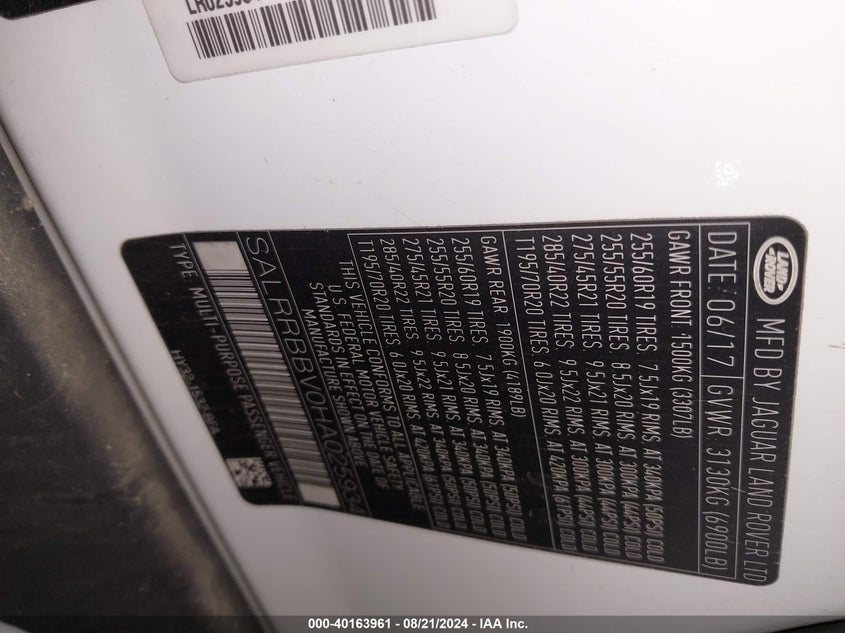 LAND ROVER
MFD BY JAGUAR LAND ROVER LTD
DATE: 06/17 GVWR: 3130KG (6900LB)
GAWR FRONT: 1500KG (3307LB)
255/60R19 TIRES. 7.5Jx19 RIMS AT 340KPA (50PSI) COLD
255/55R20 TIRES. 8.5Jx20 RIMS AT 300KPA (44PSI) COLD
275/45R21 TIRES. 9.5Jx21 RIMS AT 300KPA (44PSI) COLD
285/40R22 TIRES. 9.5Jx22 RIMS AT 300KPA (44PSI) COLD
T195/70R20 TIRES. 6.0Jx20 RIMS AT 420KPA (60PSI) COLD
GAWR REAR: 1900KG (4189LB)
255/60R19 TIRES. 7.5Jx19 RIMS AT 340KPA (50PSI) COLD
255/55R20 TIRES. 8.5Jx20 RIMS AT 340KPA (50PSI) COLD
275/45R21 TIRES. 9.5Jx21 RIMS AT 340KPA (50PSI) COLD
285/40R22 TIRES. 9.5Jx22 RIMS AT 340KPA (50PSI) COLD
T195/70R20 TIRES. 6.0Jx20 RIMS AT 420KPA (60PSI) COLD
THIS VEHICLE CONFORMS TO ALL APPLICABLE
U.S. FEDERAL MOTOR VEHICLE SAFETY
STANDARDS IN EFFECT ON THE DATE OF
MANUFACTURE SHOWN ABOVE.
SALRRBBV0HA025934
TYPE: MULTI-PURPOSE PASSENGER VEHICLE
000-40163961 - 08/21/2024 - IAA Inc.